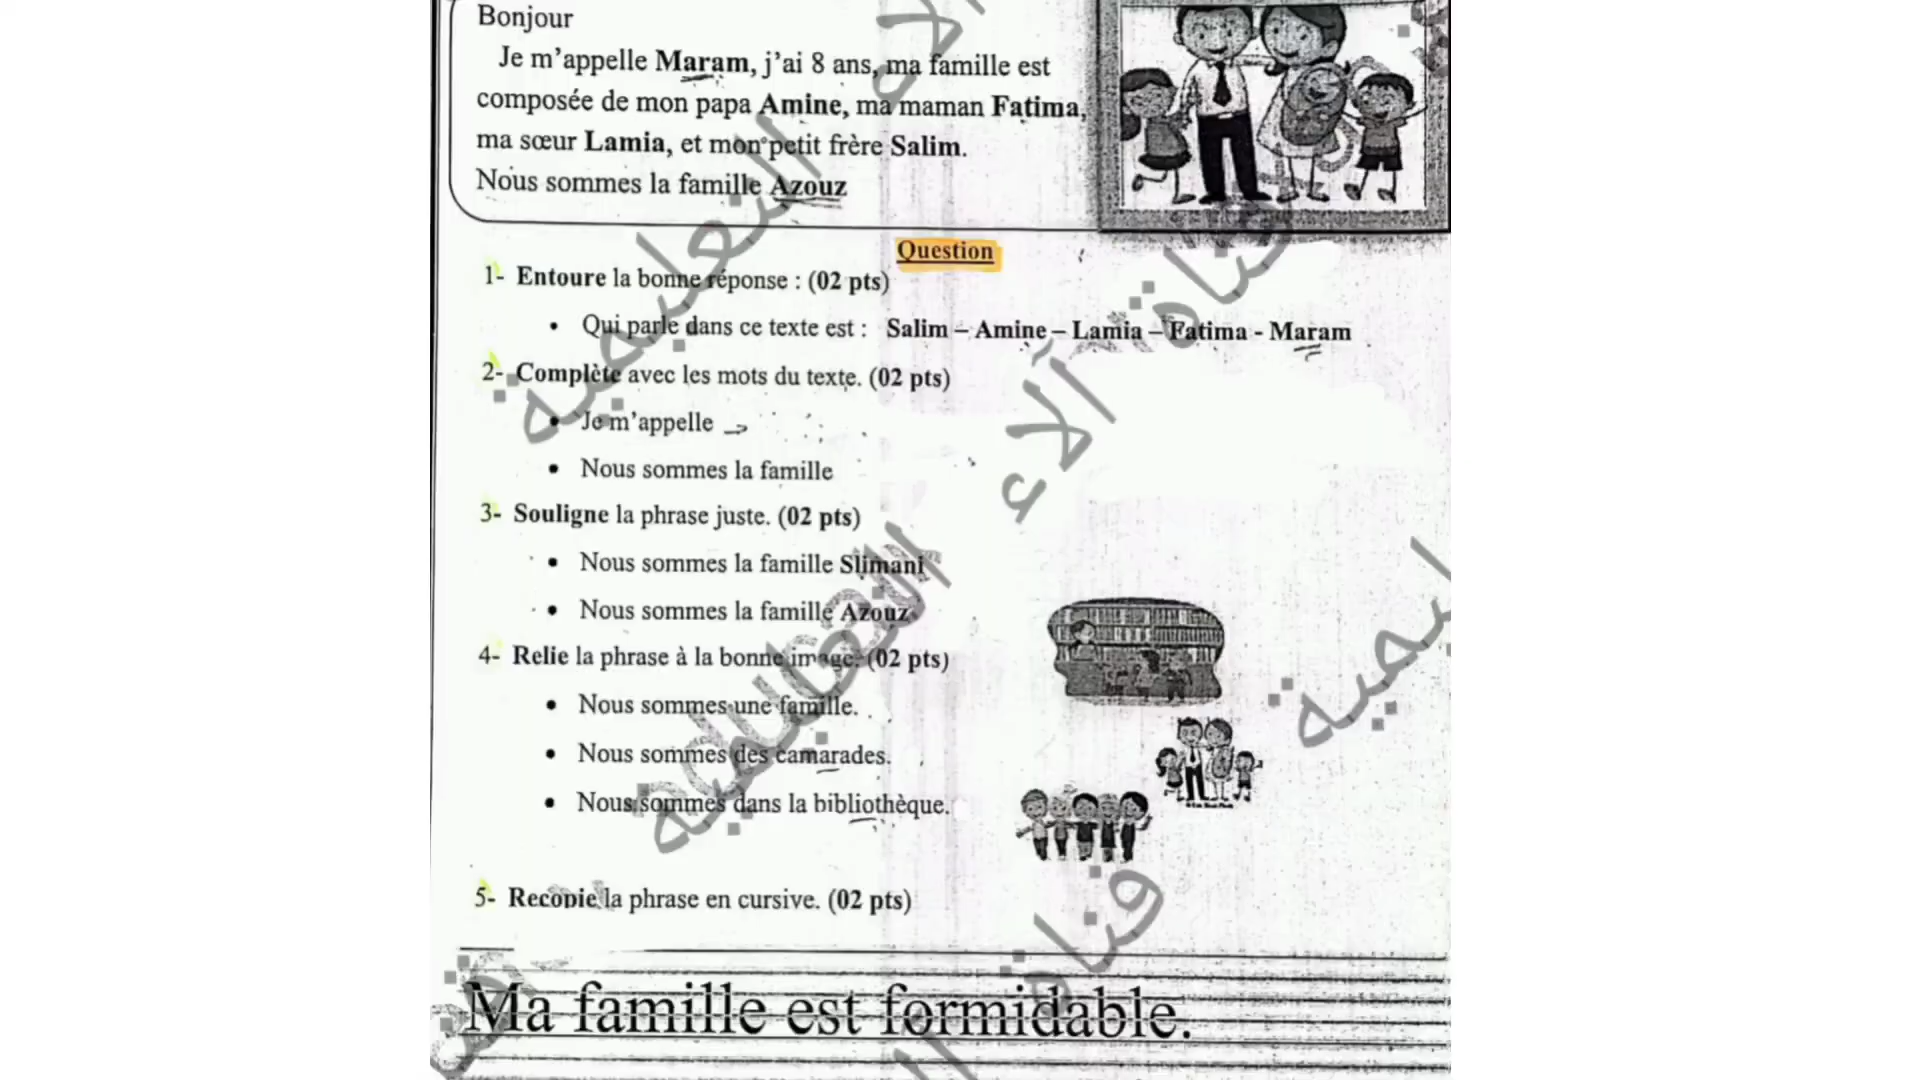 Bonjour
Je m'appelle Maram, j'ai 8 ans, ma famille est
composée de mon papa Amine, ma maman Fatima,
ma sœur Lamia, et mon petit frère Salim.
Nous sommes la famille Azouz
Question
1- Entoure la bonne réponse : (02 pts)
• Qui parle dans ce texte est : Salim – Amine – Lamia – Fatima - Maram
2- Complète avec les mots du texte. (02 pts)
• Je m'appelle
• Nous sommes la famille
3- Souligne la phrase juste. (02 pts)
• Nous sommes la famille Slimani
• Nous sommes la famille Azouz
4- Relie la phrase à la bonne image. (02 pts)
• Nous sommes une famille.
• Nous sommes des camarades.
• Nous sommes dans la bibliothèque.
5- Recopie la phrase en cursive. (02 pts)
Ma famille est formidable.
قناة آلاء التعليمية